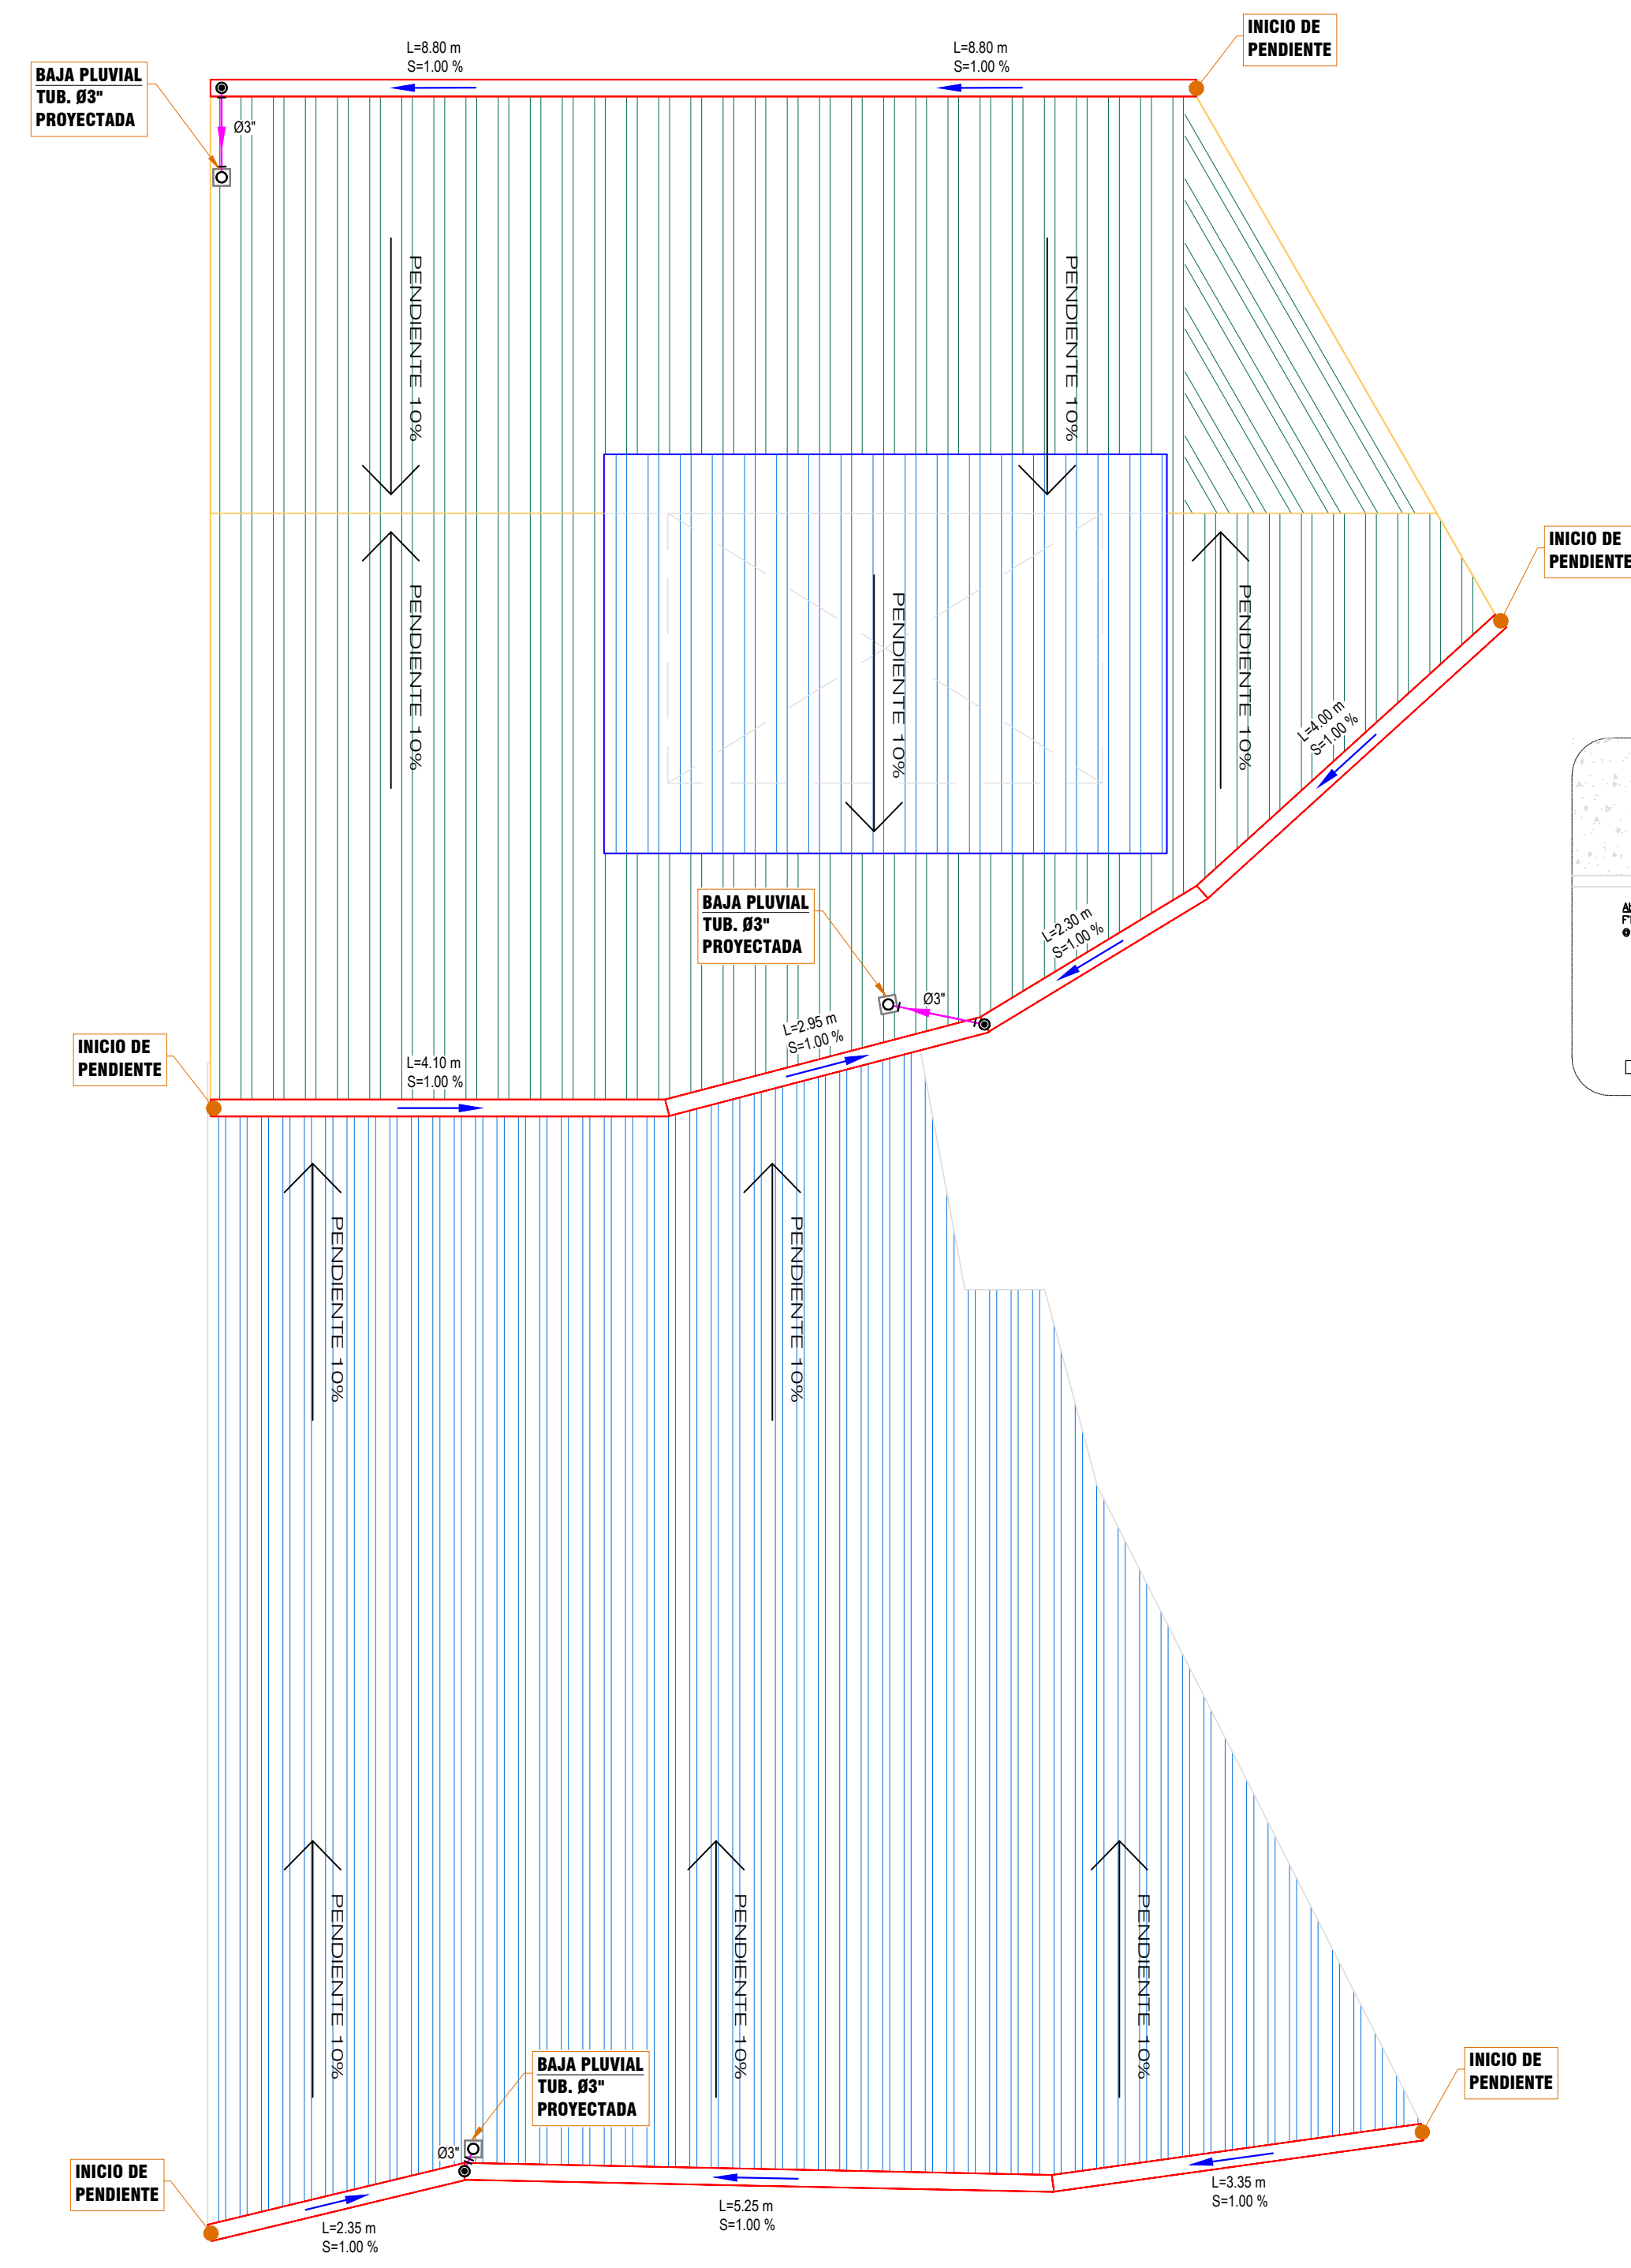 INICIO DE
PENDIENTE
L=8.80 m
S=1.00 %
L=8.80 m
S=1.00 %
BAJA PLUVIAL
TUB. Ø3"
PROYECTADA
Ø3"
PENDIENTE 10%
PENDIENTE 10%
INICIO DE
PENDIENTE
PENDIENTE 10%
PENDIENTE 10%
PENDIENTE 10%
L=4.00 m
S=1.00 %
BAJA PLUVIAL
TUB. Ø3"
PROYECTADA
L=2.30 m
S=1.00 %
Ø3"
L=2.95 m
S=1.00 %
INICIO DE
PENDIENTE
L=4.10 m
S=1.00 %
PENDIENTE 10%
PENDIENTE 10%
PENDIENTE 10%
PENDIENTE 10%
PENDIENTE 10%
BAJA PLUVIAL
TUB. Ø3"
PROYECTADA
Ø3"
INICIO DE
PENDIENTE
INICIO DE
PENDIENTE
L=3.35 m
S=1.00 %
L=5.25 m
S=1.00 %
L=2.35 m
S=1.00 %